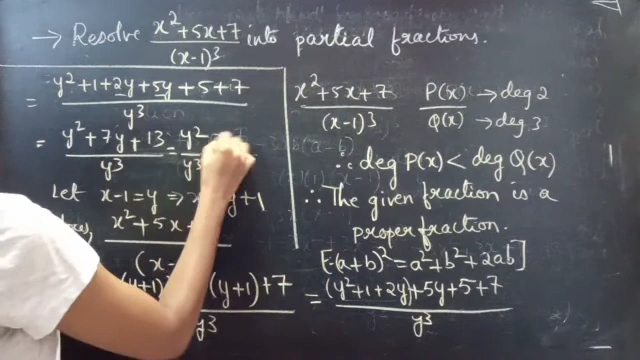 → Resolve x²+5x+7/(x-1)³ into partial fractions.
= y²+1+2y+5y+5+7/y³
= y²+7y+13/y³ = y²/y³
Let x-1=y ⇒ y+1
x²+5x+
(x-
(y+1) (y+1)+7/y³ = (y²+1+2y)+5y+5+7/y³
x²+5x+7/(x-1)³ P(x)/Q(x) → deg 2 → deg 3
∵ deg P(x) < deg Q(x)
∴ The given fraction is a
proper fraction.
[∵(a+b)²=a²+b²+2ab]